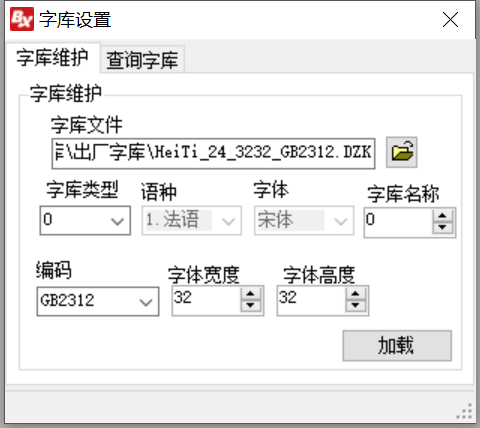 BX 字库设置
字库维护 查询字库
字库维护
字库文件
\出厂字库\HeiTi_24_3232_GB2312.DZK
字库类型 语种 字体 字库名称
0 1.法语 宋体 0
编码 字体宽度 字体高度
GB2312 32 32
加载